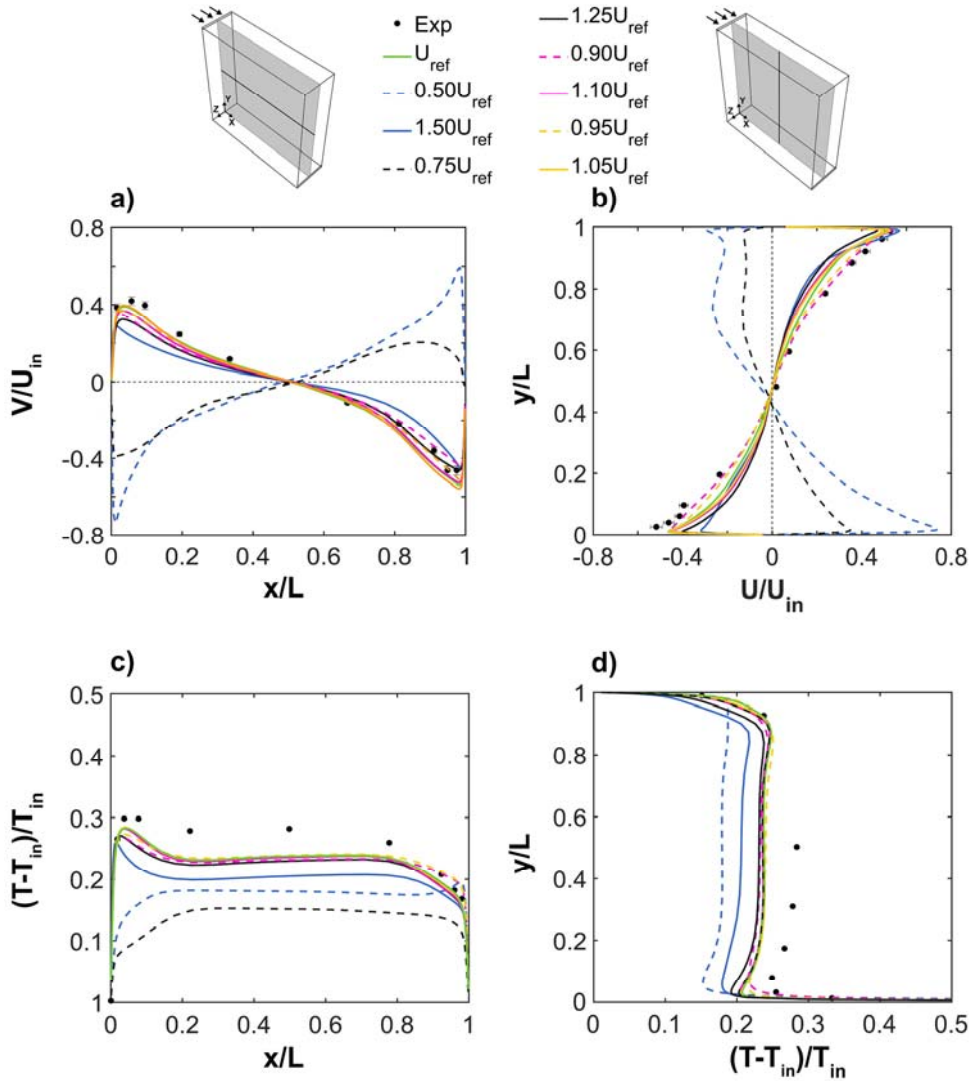 Exp
U_ref
0.50U_ref
1.50U_ref
0.75U_ref
1.25U_ref
0.90U_ref
1.10U_ref
0.95U_ref
1.05U_ref
Y
Z
X
Y
Z
X
a)
0.8
0.4
0
-0.4
-0.8
V/U_in
0
0.2
0.4
0.6
0.8
1
x/L
b)
1
0.8
0.6
0.4
0.2
0
y/L
-0.8
-0.4
0
0.4
0.8
U/U_in
c)
0.5
0.4
0.3
0.2
0.1
1
(T-T_in)/T_in
0
0.2
0.4
0.6
0.8
1
x/L
d)
1
0.8
0.6
0.4
0.2
0
y/L
0
0.1
0.2
0.3
0.4
0.5
(T-T_in)/T_in